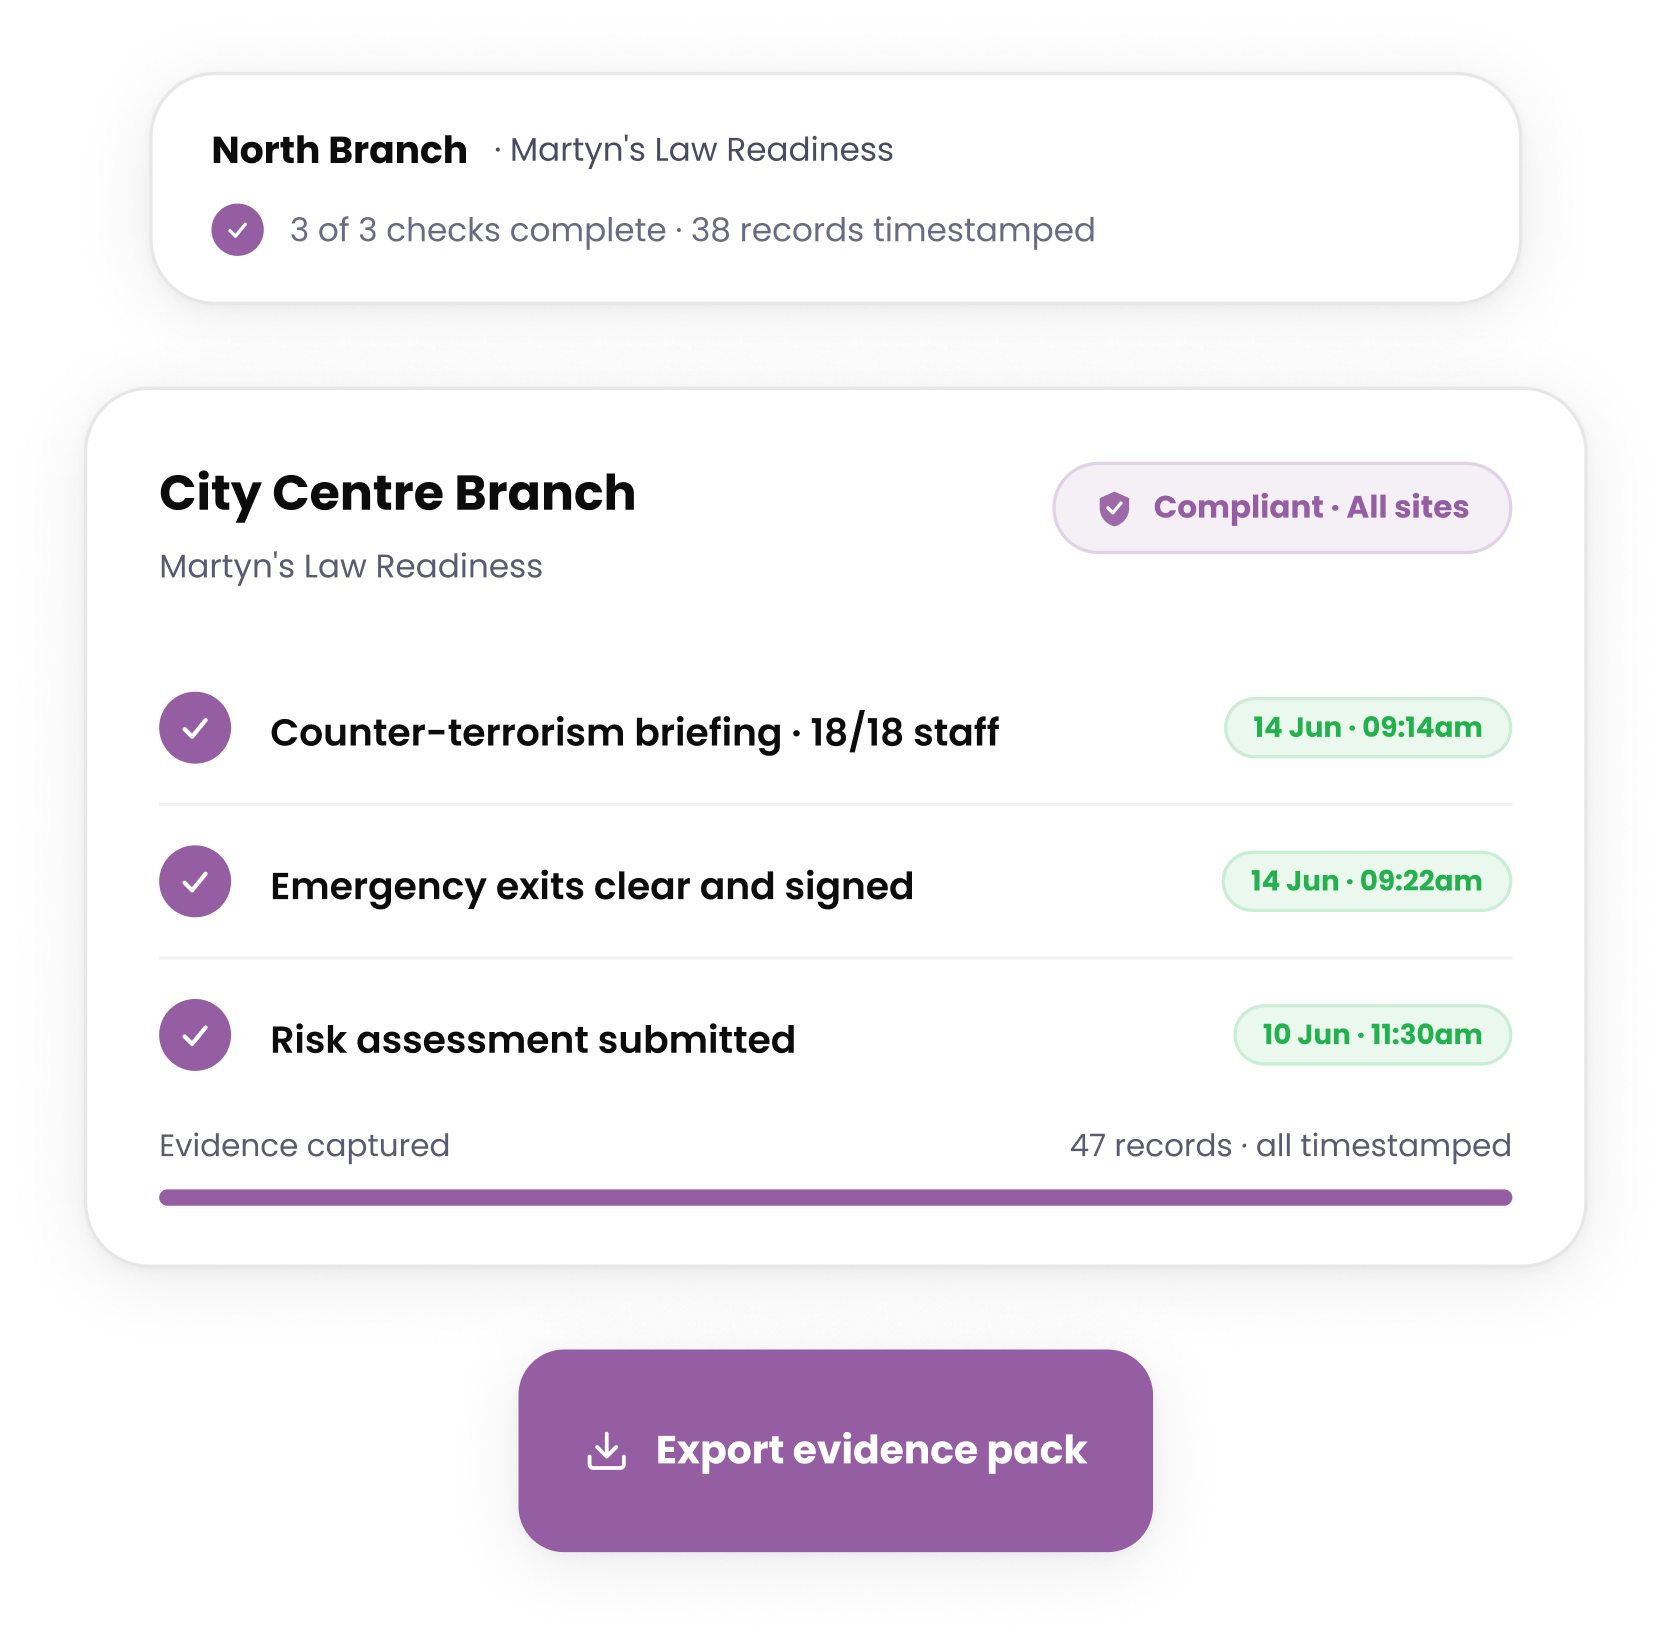 North Branch · Martyn's Law Readiness
3 of 3 checks complete · 38 records timestamped
City Centre Branch
Compliant · All sites
Martyn's Law Readiness
Counter-terrorism briefing · 18/18 staff
14 Jun · 09:14am
Emergency exits clear and signed
14 Jun · 09:22am
Risk assessment submitted
10 Jun · 11:30am
Evidence captured
47 records · all timestamped
Export evidence pack